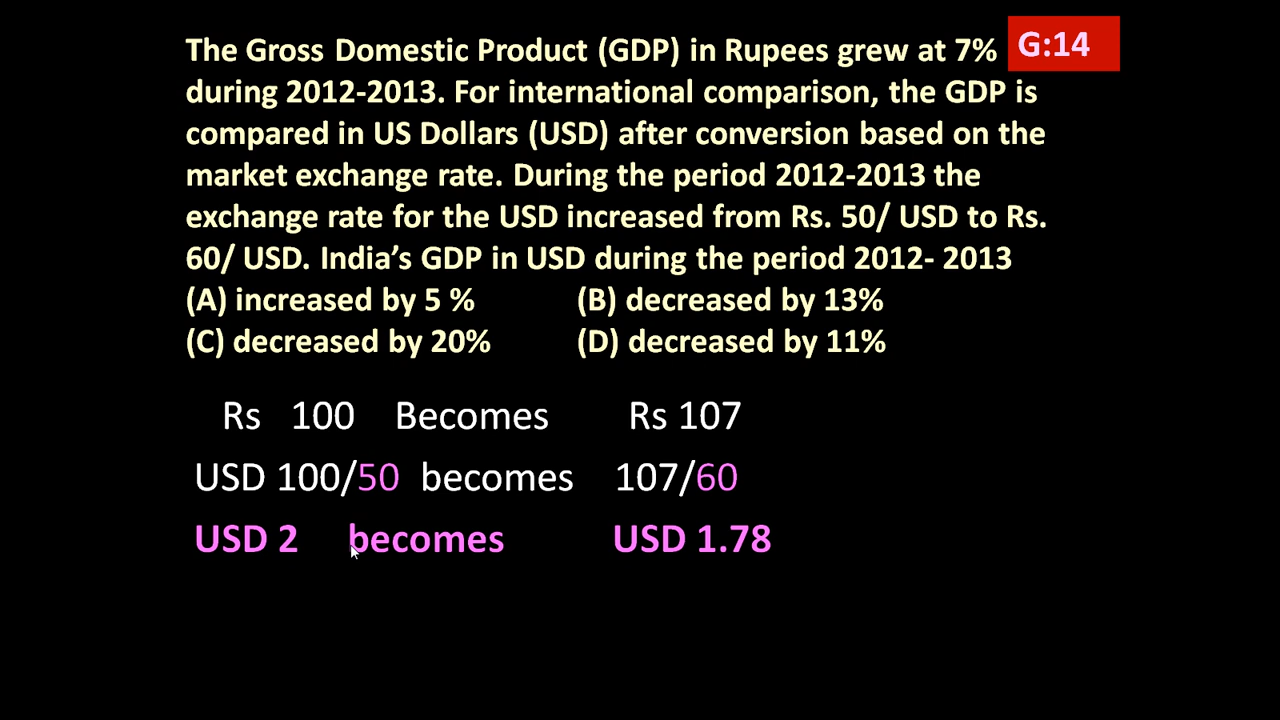 The Gross Domestic Product (GDP) in Rupees grew at 7% G:14
during 2012-2013. For international comparison, the GDP is
compared in US Dollars (USD) after conversion based on the
market exchange rate. During the period 2012-2013 the
exchange rate for the USD increased from Rs. 50/ USD to Rs.
60/ USD. India’s GDP in USD during the period 2012- 2013
(A) increased by 5 % (B) decreased by 13%
(C) decreased by 20% (D) decreased by 11%
Rs 100 Becomes Rs 107
USD 100/50 becomes 107/60
USD 2 becomes USD 1.78